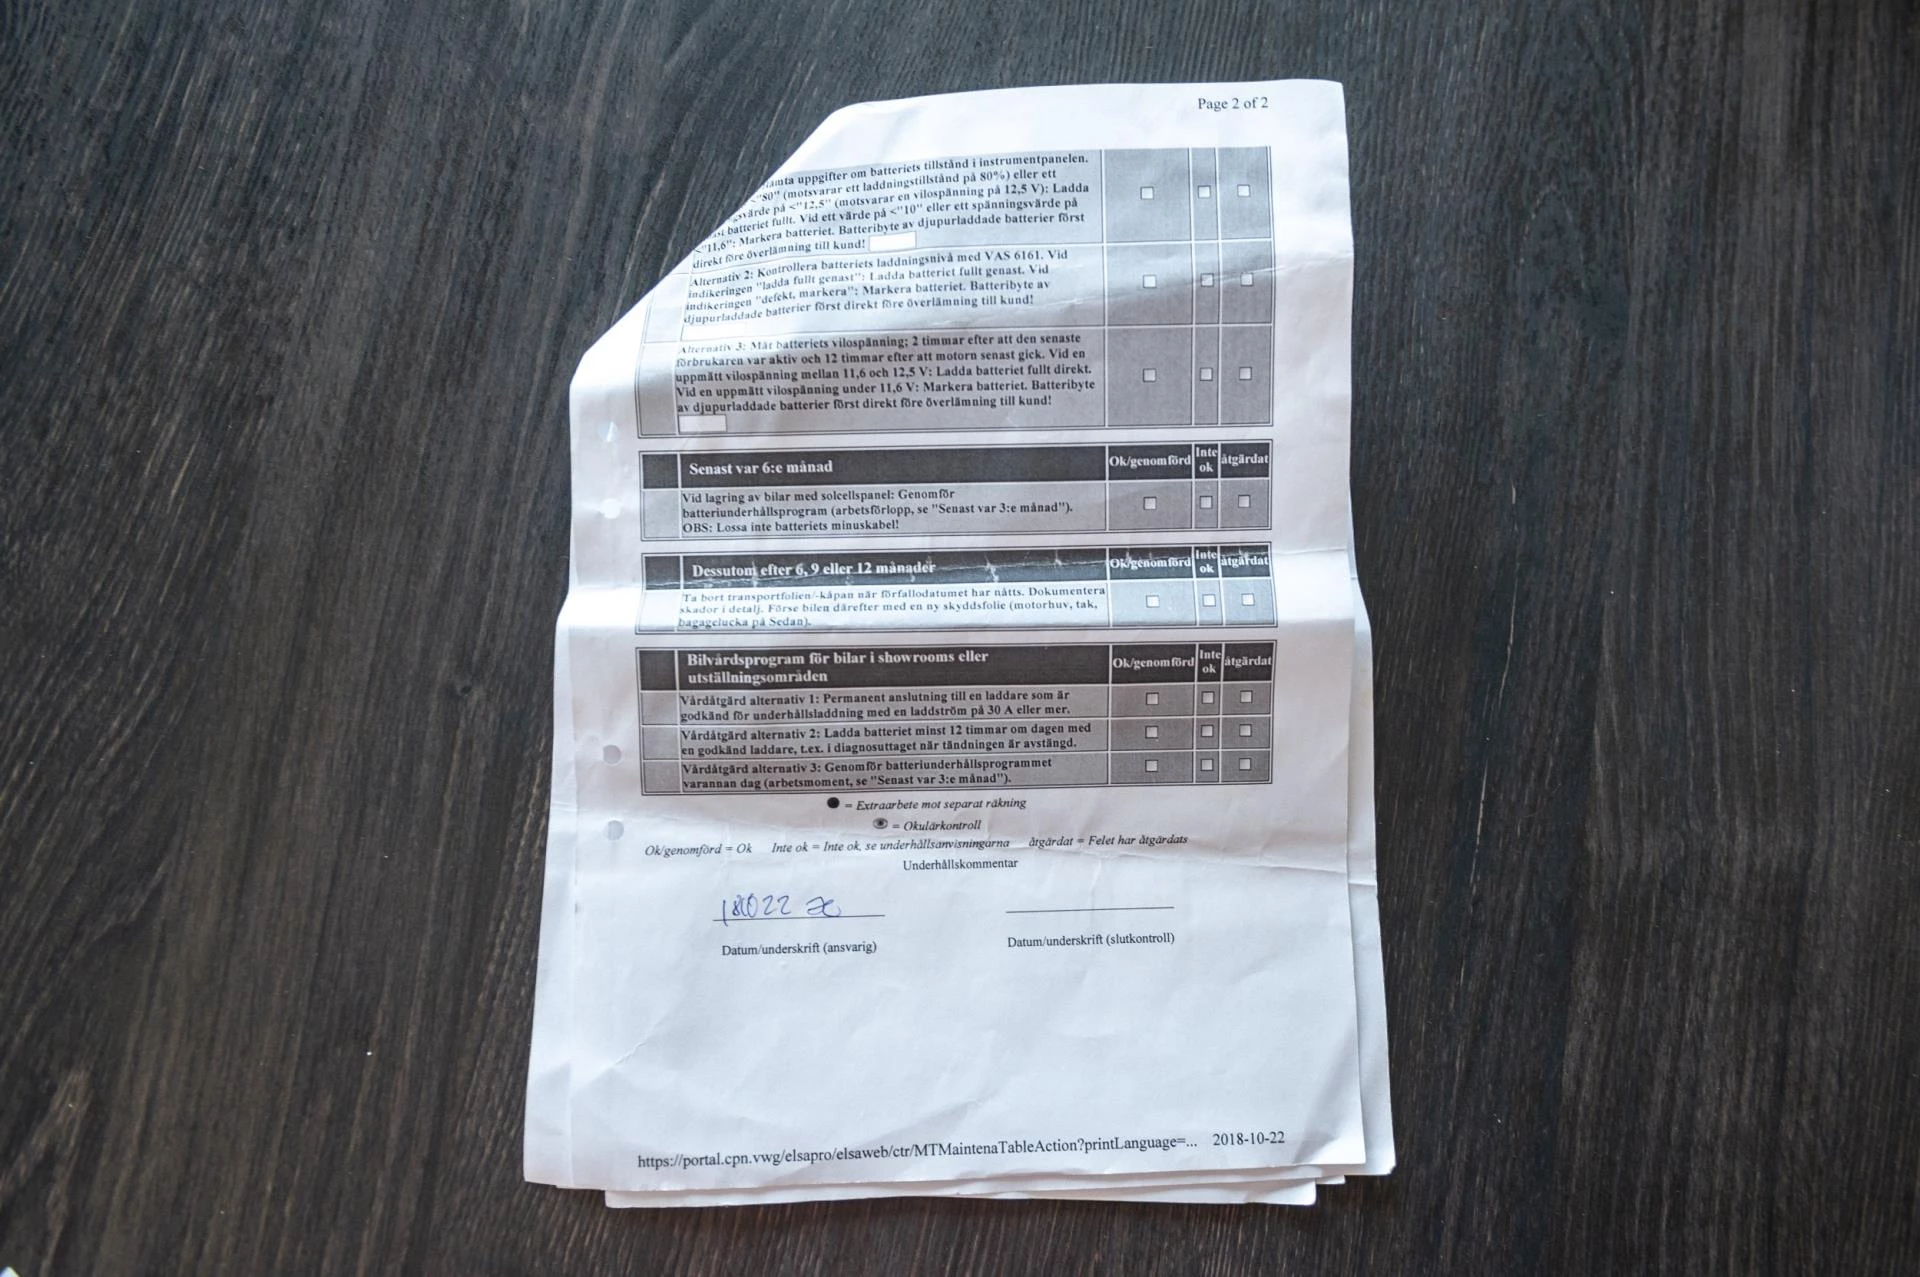 Page 2 of 2
uppgifter om batteriets tillstånd i instrumentpanelen.
"80" (motsvarar ett laddningstillstånd på 80%) eller ett
på <"12,5" (motsvarar en vilospänning på 12,5 V): Ladda
batteriet fullt. Vid ett värde på <"10" eller ett spänningsvärde på
<"11,6": Markera batteriet. Batteribyte av djupurladdade batterier först
direkt före överlämning till kund!
Alternativ 2: Kontrollera batteriets laddningsnivå med VAS 6161. Vid
indikeringen "ladda fullt genast": Ladda batteriet fullt genast. Vid
indikeringen "defekt, markera": Markera batteriet. Batteribyte av
djupurladdade batterier först direkt före överlämning till kund!
Alternativ 3: Mät batteriets vilospänning; 2 timmar efter att den senaste
förbrukaren var aktiv och 12 timmar efter att motorn senast gick. Vid en
uppmätt vilospänning mellan 11,6 och 12,5 V: Ladda batteriet fullt direkt.
Vid en uppmätt vilospänning under 11,6 V: Markera batteriet. Batteribyte
av djupurladdade batterier först direkt före överlämning till kund!
Senast var 6:e månad Ok/genomförd Inte ok åtgärdat
Vid lagring av bilar med solcellspanel: Genomför
batteriunderhållsprogram (arbetsförlopp, se "Senast var 3:e månad").
OBS: Lossa inte batteriets minuskabel!
Dessutom efter 6, 9 eller 12 månader Ok/genomförd Inte ok åtgärdat
Ta bort transportfolien/-kåpan när förfallodatumet har nåtts. Dokumentera
skador i detalj. Förse bilen därefter med en ny skyddsfolie (motorhuv, tak,
bagagelucka på Sedan).
Bilvårdsprogram för bilar i showrooms eller
utställningsområden Ok/genomförd Inte ok åtgärdat
Vårdåtgärd alternativ 1: Permanent anslutning till en laddare som är
godkänd för underhållsladdning med en laddström på 30 A eller mer.
Vårdåtgärd alternativ 2: Ladda batteriet minst 12 timmar om dagen med
en godkänd laddare, t.ex. i diagnosuttaget när tändningen är avstängd.
Vårdåtgärd alternativ 3: Genomför batteriunderhållsprogrammet
varannan dag (arbetsmoment, se "Senast var 3:e månad").
= Extraarbete mot separat räkning
= Okulärkontroll
Ok/genomförd = Ok Inte ok = Inte ok, se underhållsanvisningarna åtgärdat = Felet har åtgärdats
Underhållskommentar
181022
Datum/underskrift (ansvarig) Datum/underskrift (slutkontroll)
https://portal.cpn.vwg/elsapro/elsaweb/ctr/MTMaintenaTableAction?printLanguage=... 2018-10-22